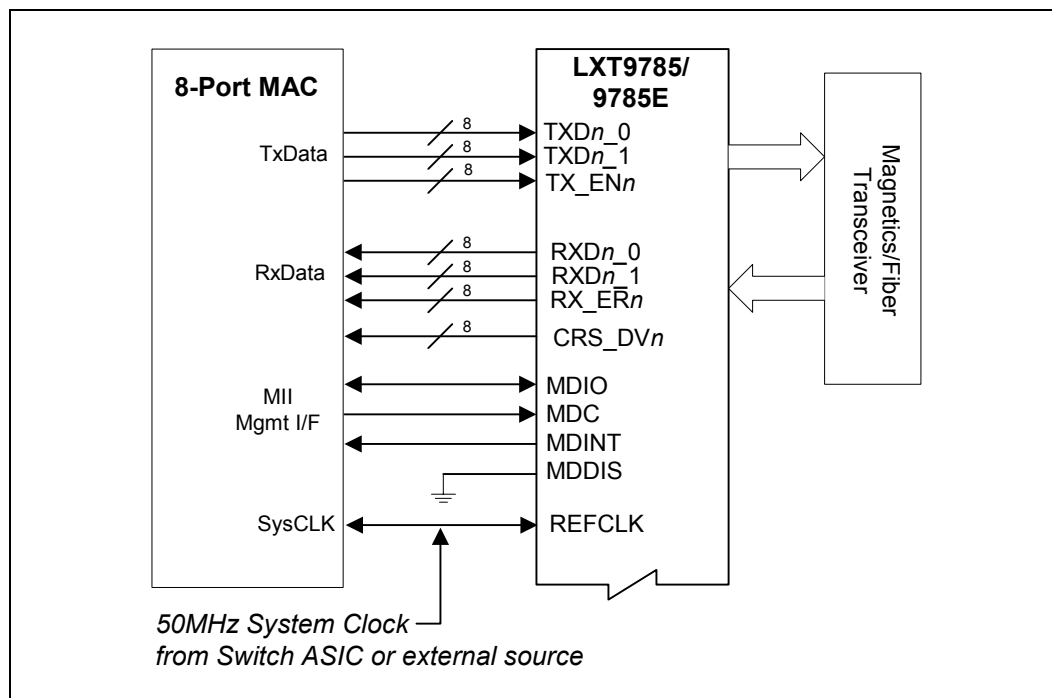 8-Port MAC
LXT9785/
9785E
TxData
8
TXDn_0
8
TXDn_1
8
TX_ENn
RxData
8
RXDn_0
8
RXDn_1
8
RX_ERn
8
CRS_DVn
MII
Mgmt I/F
MDIO
MDC
MDINT
MDDIS
SysCLK
REFCLK
Magnetics/Fiber
Transceiver
50MHz System Clock
from Switch ASIC or external source